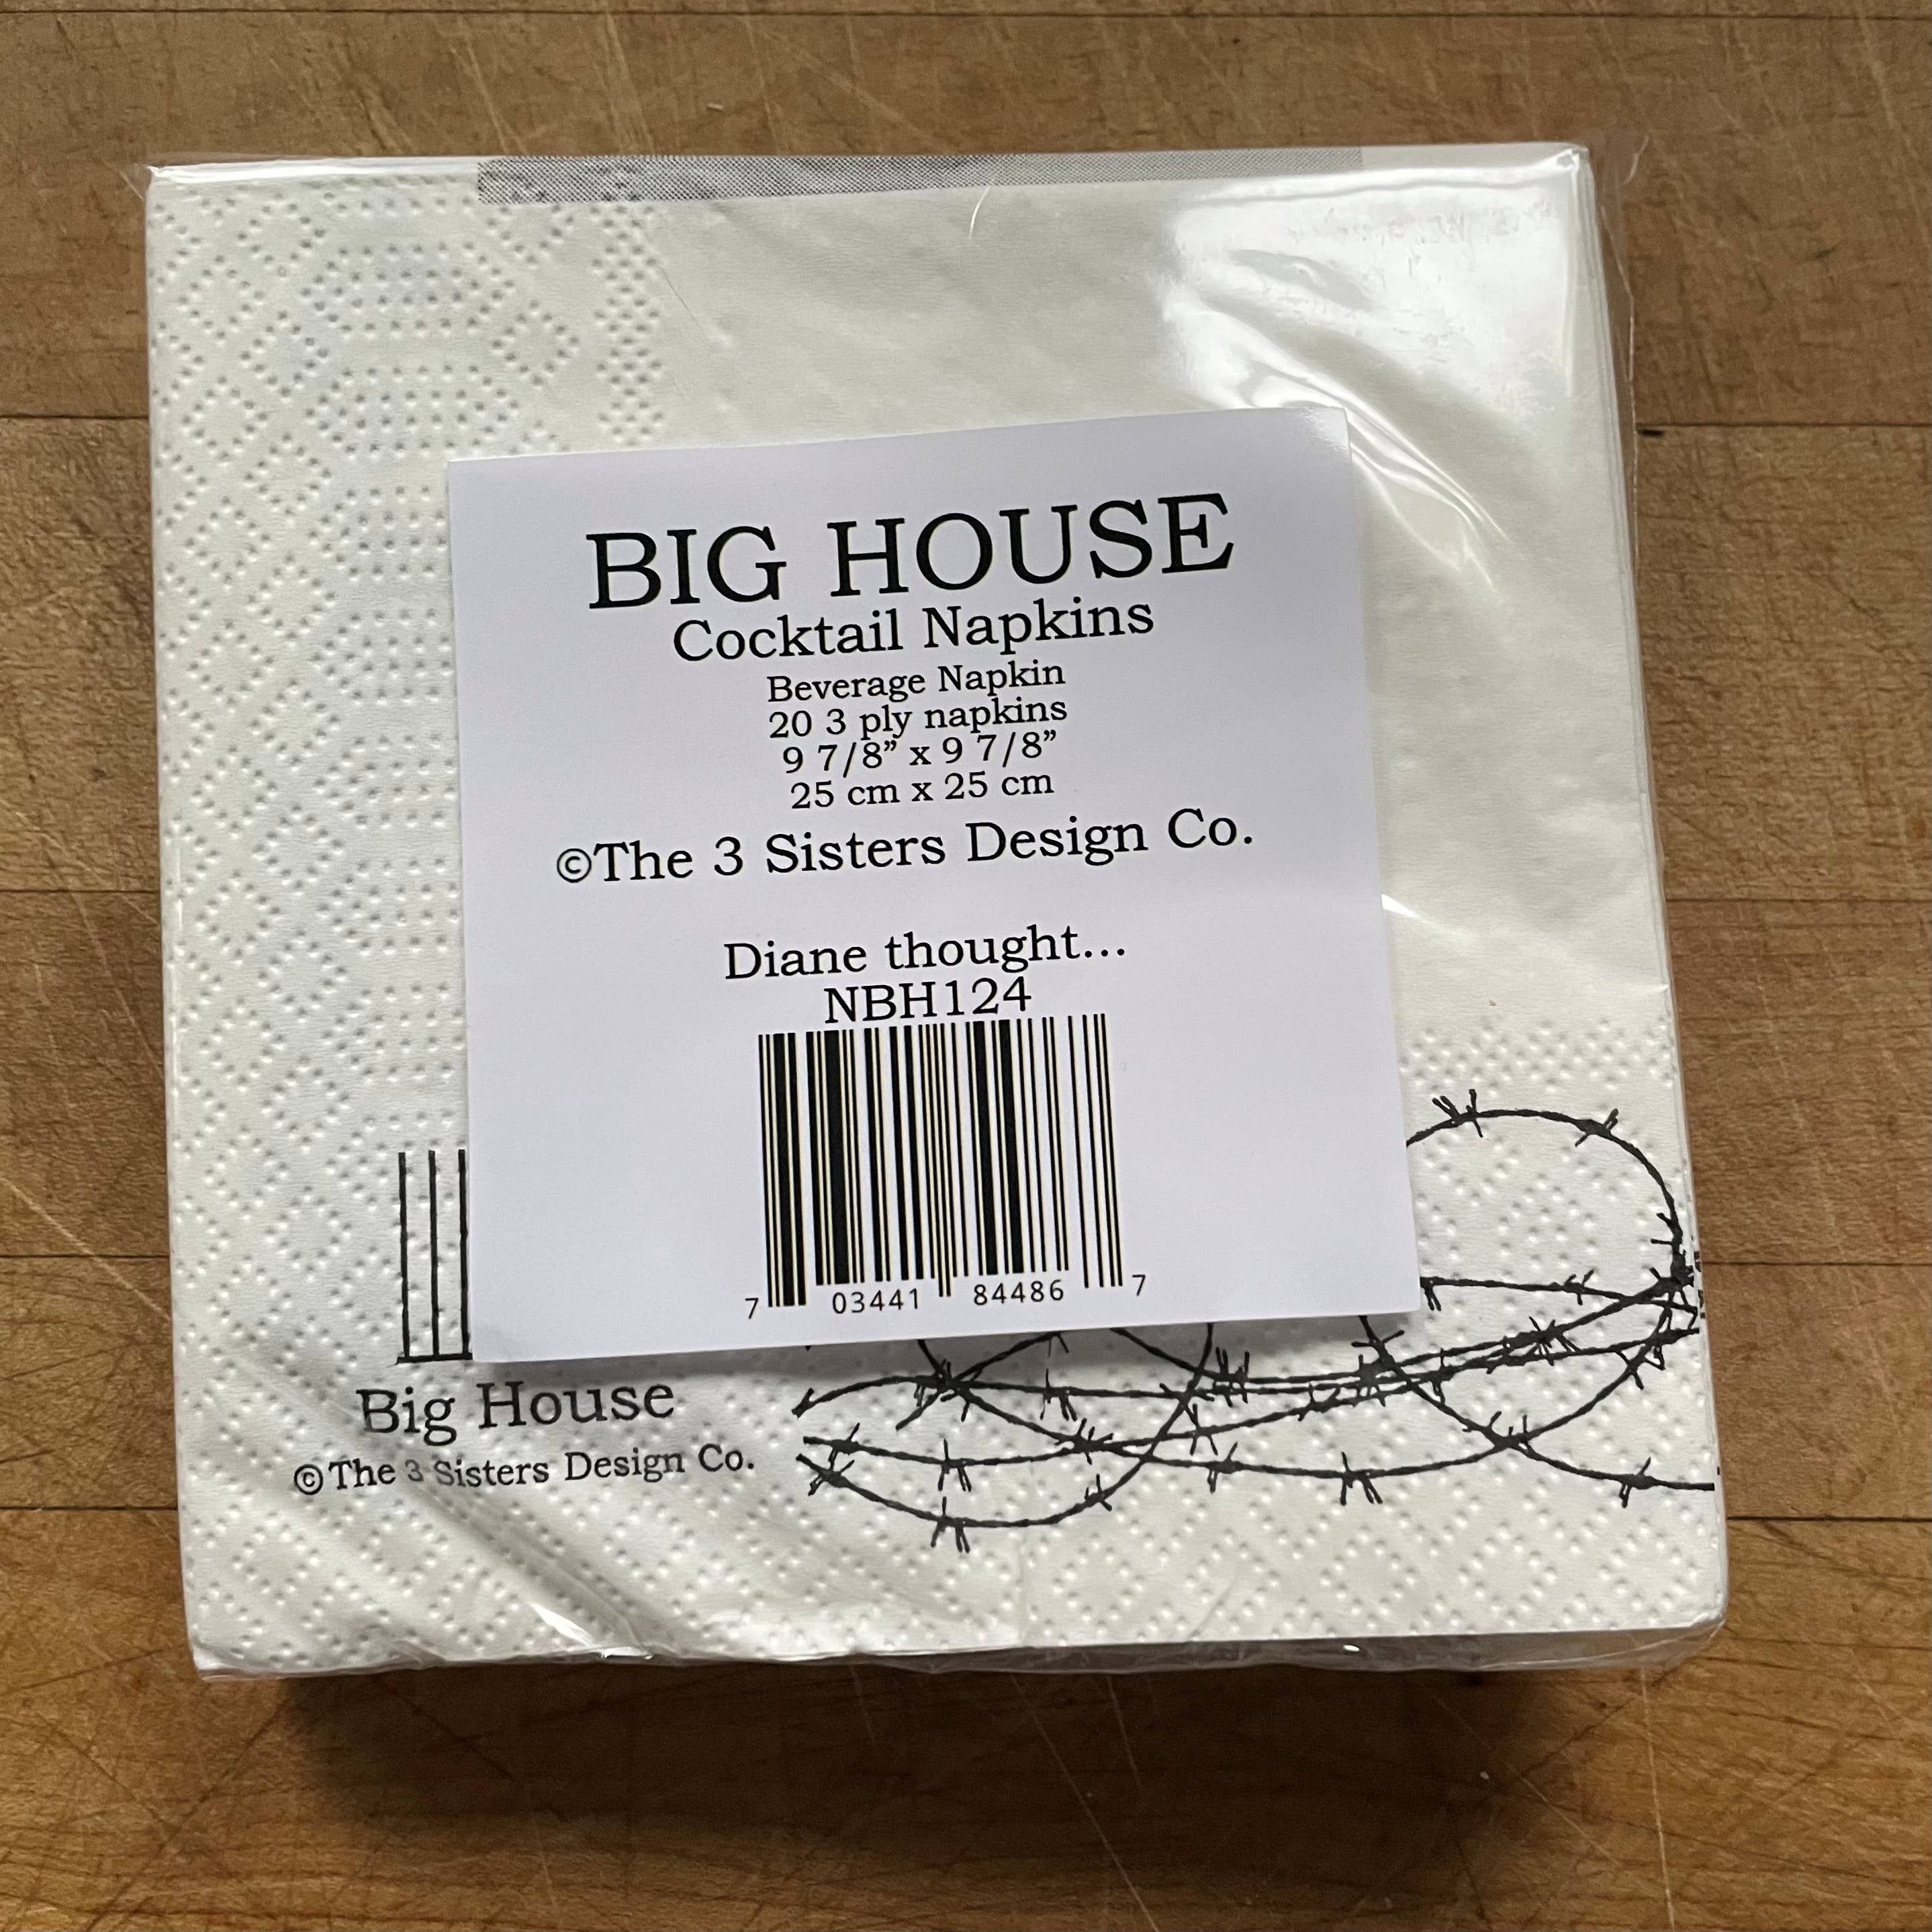 BIG HOUSE
Cocktail Napkins
Beverage Napkin
20 3 ply napkins
9 7/8” x 9 7/8”
25 cm x 25 cm
©The 3 Sisters Design Co.
Diane thought...
NBH124
7 03441 84486 7
Big House
©The 3 Sisters Design Co.